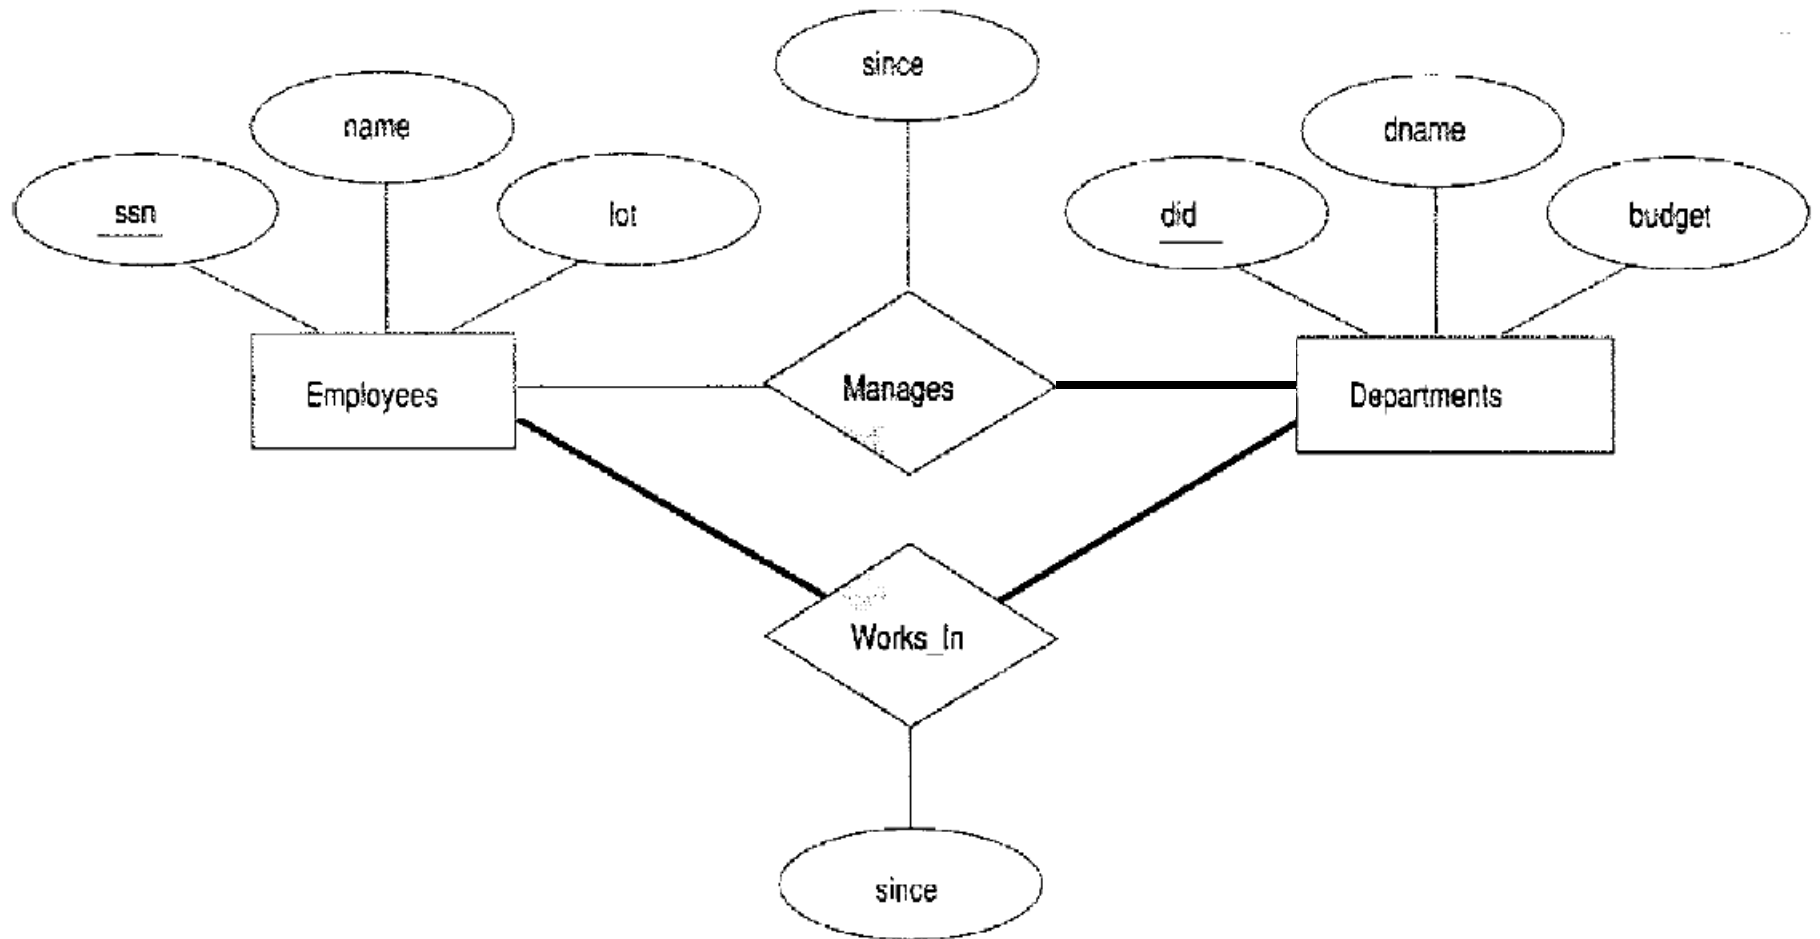 since
name
dname
ssn
lot
did
budget
Employees
Manages
Departments
Works_In
since